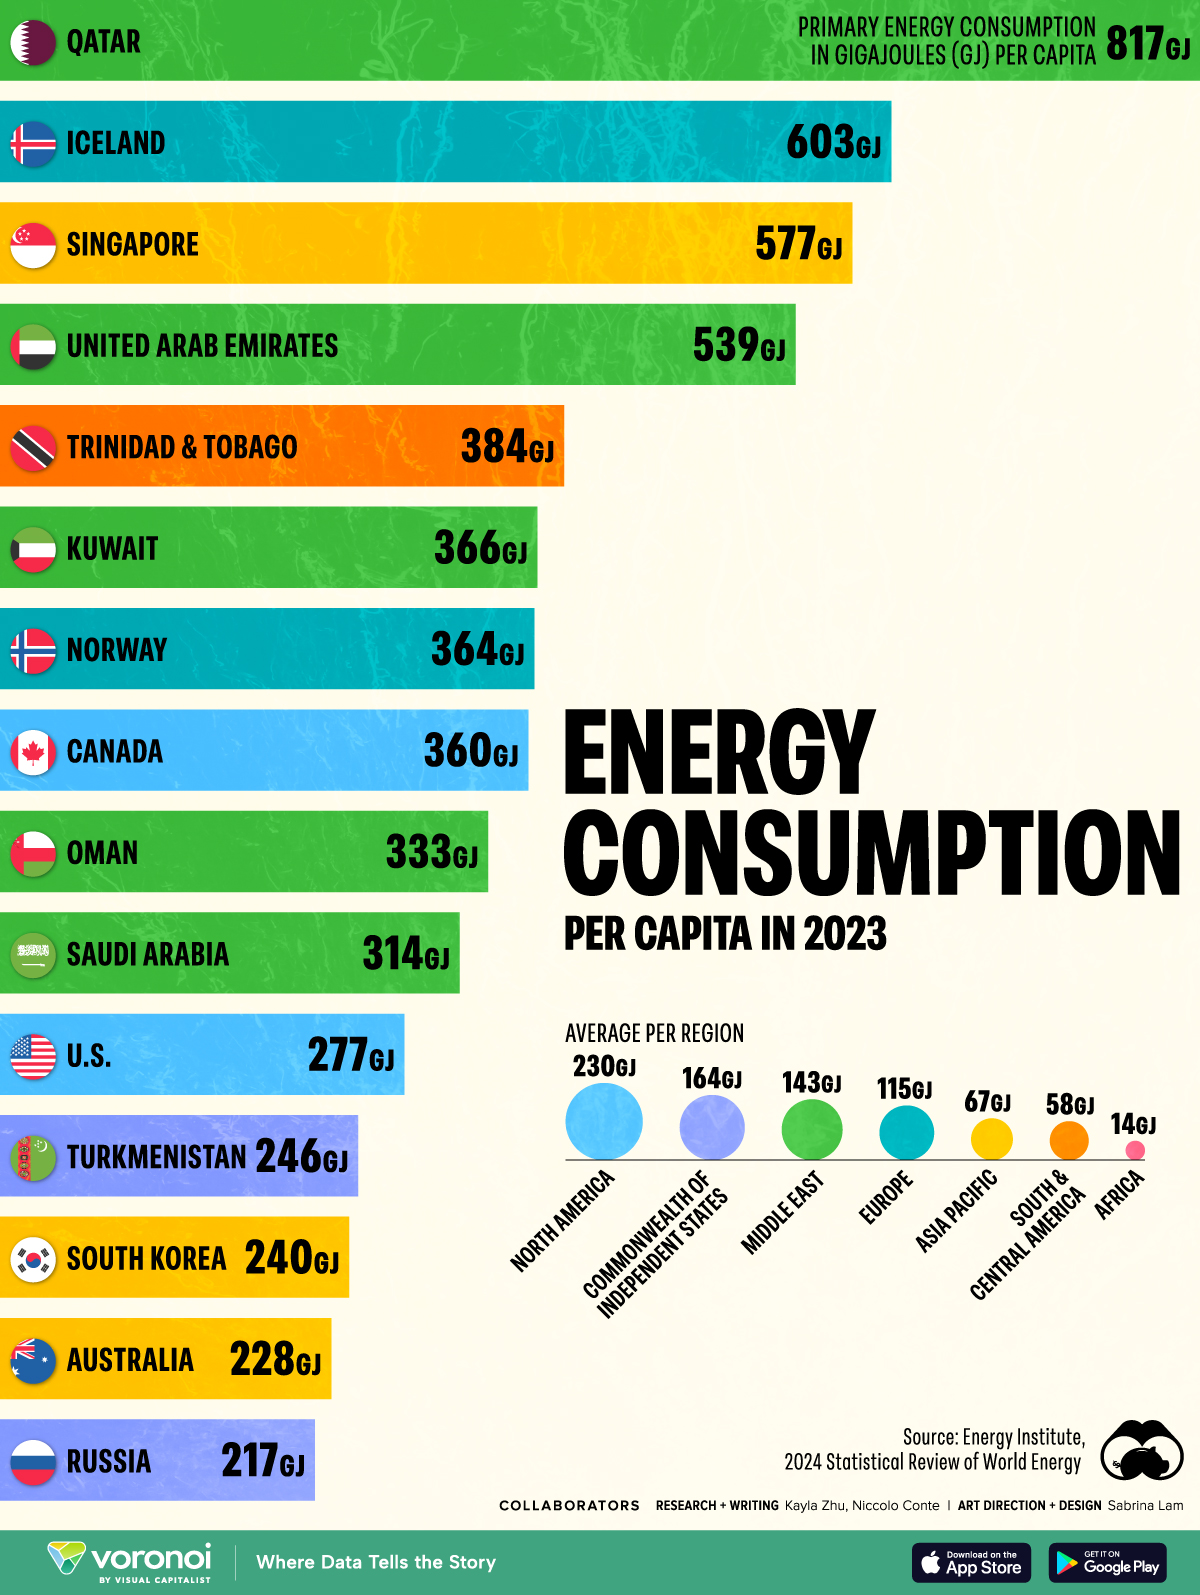 QATAR
PRIMARY ENERGY CONSUMPTION
IN GIGAJOULES (GJ) PER CAPITA
817GJ
ICELAND
603GJ
SINGAPORE
577GJ
UNITED ARAB EMIRATES
539GJ
TRINIDAD & TOBAGO
384GJ
KUWAIT
366GJ
NORWAY
364GJ
CANADA
360GJ
OMAN
333GJ
SAUDI ARABIA
314GJ
U.S.
277GJ
TURKMENISTAN
246GJ
SOUTH KOREA
240GJ
AUSTRALIA
228GJ
RUSSIA
217GJ
ENERGY
CONSUMPTION
PER CAPITA IN 2023
AVERAGE PER REGION
230GJ
164GJ
143GJ
115GJ
67GJ
58GJ
14GJ
NORTH AMERICA
COMMONWEALTH OF
INDEPENDENT STATES
MIDDLE EAST
EUROPE
ASIA PACIFIC
SOUTH &
CENTRAL AMERICA
AFRICA
Source: Energy Institute,
2024 Statistical Review of World Energy
COLLABORATORS RESEARCH + WRITING Kayla Zhu, Niccolo Conte | ART DIRECTION + DESIGN Sabrina Lam
voronoi
BY VISUAL CAPITALIST
Where Data Tells the Story
Download on the
App Store
GET IT ON
Google Play